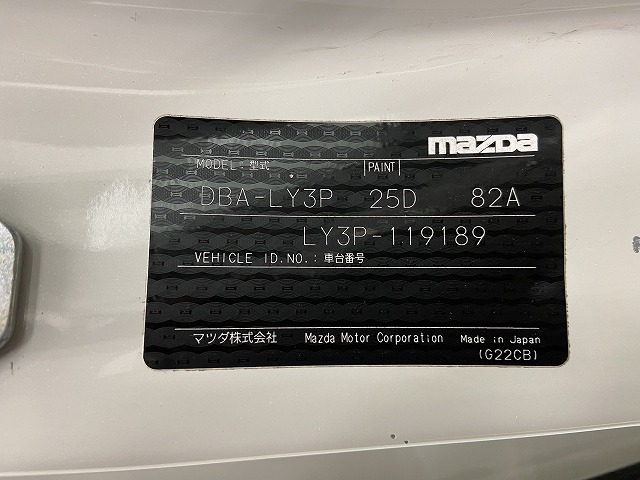 mazda
MODEL:型式 PAINT
DBA-LY3P 25D 82A
LY3P-119189
VEHICLE ID.NO.:車台番号
マツダ株式会社 Mazda Motor Corporation Made in Japan
(G22CB)